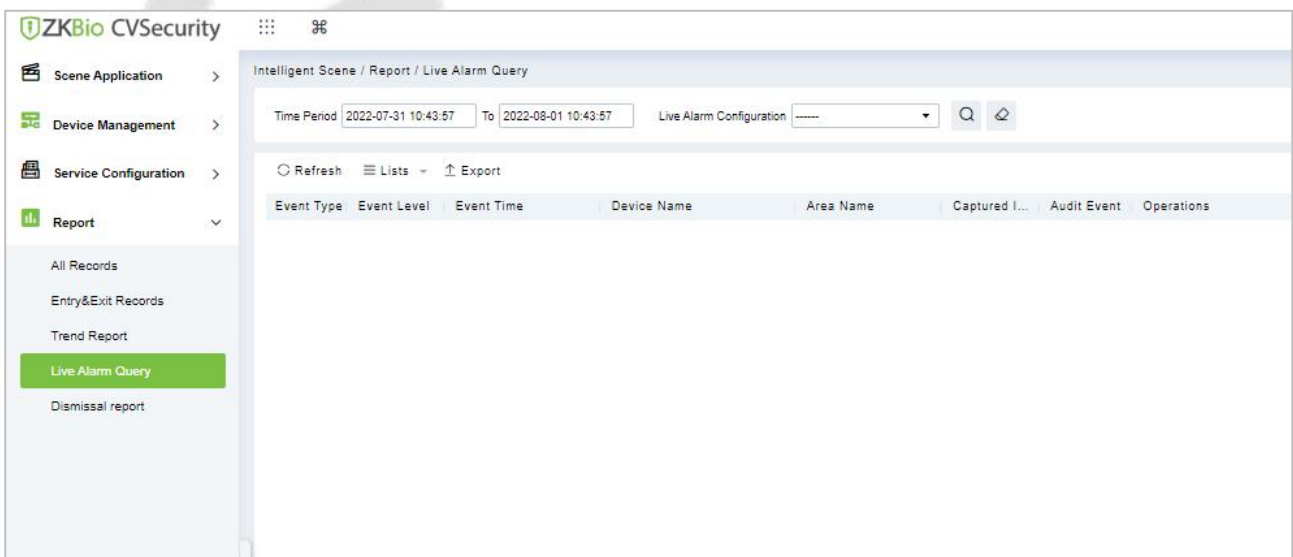 ZKBio CVSecurity
Scene Application
Device Management
Service Configuration
Report
All Records
Entry&Exit Records
Trend Report
Live Alarm Query
Dismissal report
Intelligent Scene / Report / Live Alarm Query
Time Period 2022-07-31 10:43:57 To 2022-08-01 10:43:57 Live Alarm Configuration ------
Refresh Lists Export
Event Type Event Level Event Time Device Name Area Name Captured I... Audit Event Operations